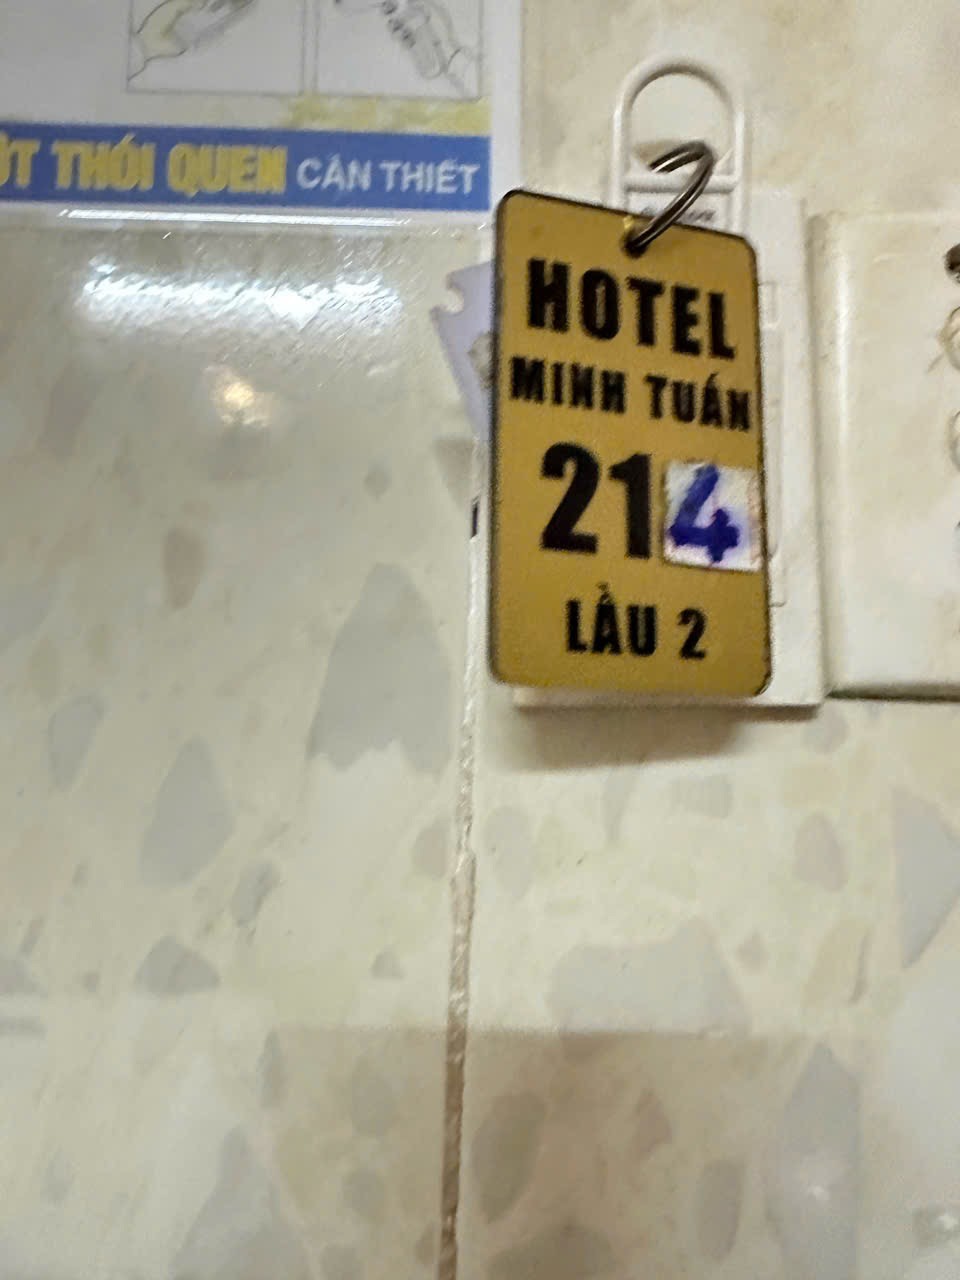 THÓI QUEN CẦN THIẾT
HOTEL
MINH TUẤN
214
LẦU 2